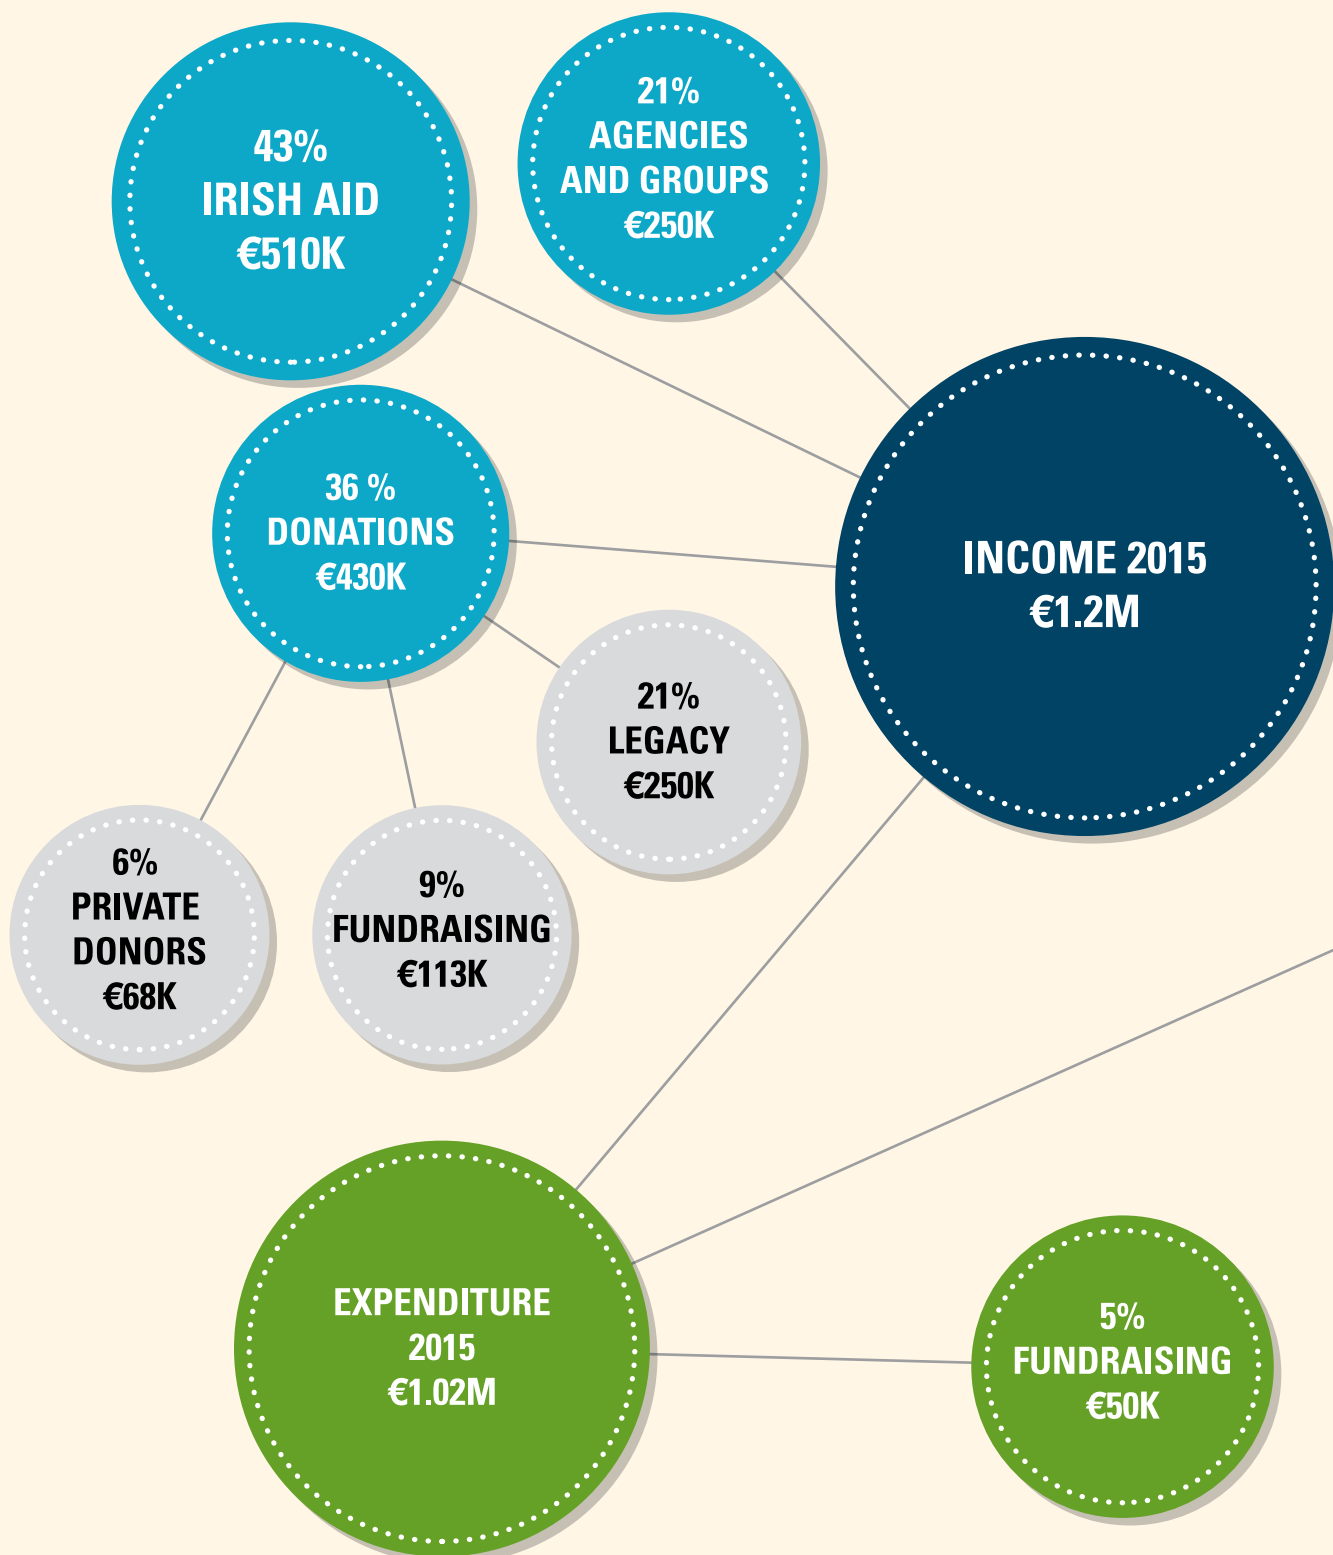 43%
IRISH AID
€510K
21%
AGENCIES
AND GROUPS
€250K
36 %
DONATIONS
€430K
INCOME 2015
€1.2M
21%
LEGACY
€250K
6%
PRIVATE
DONORS
€68K
9%
FUNDRAISING
€113K
EXPENDITURE
2015
€1.02M
5%
FUNDRAISING
€50K